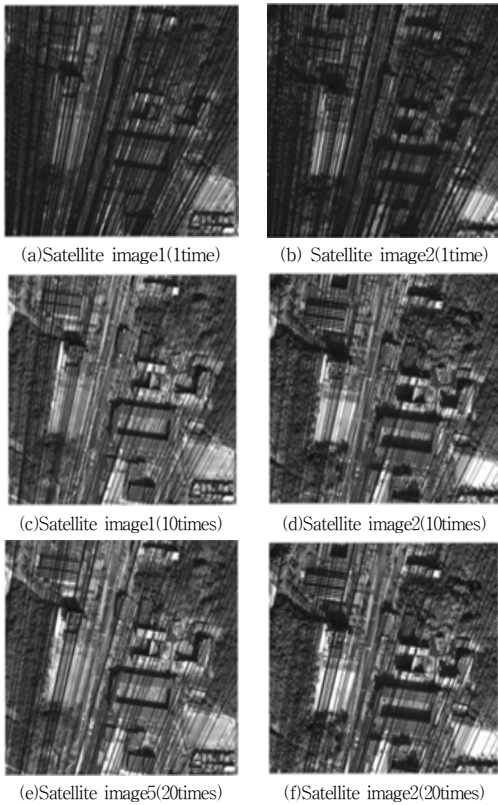 (a)Satellite image1(1time)
(b) Satellite image2(1time)
(c)Satellite image1(10times)
(d)Satellite image2(10times)
(e)Satellite image5(20times)
(f)Satellite image2(20times)